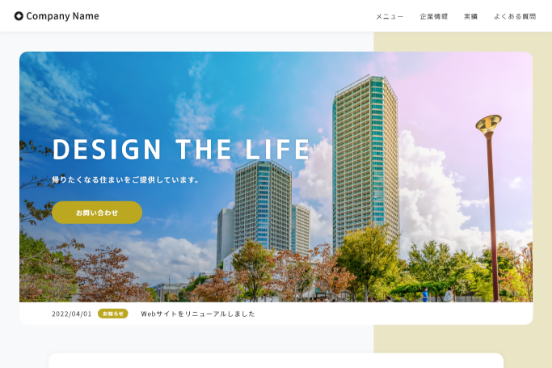 Company Name
メニュー 企業情報 実績 よくある質問
DESIGN THE LIFE
帰りたくなる住まいをご提供しています。
お問い合わせ
2022/04/01 お知らせ Webサイトをリニューアルしました